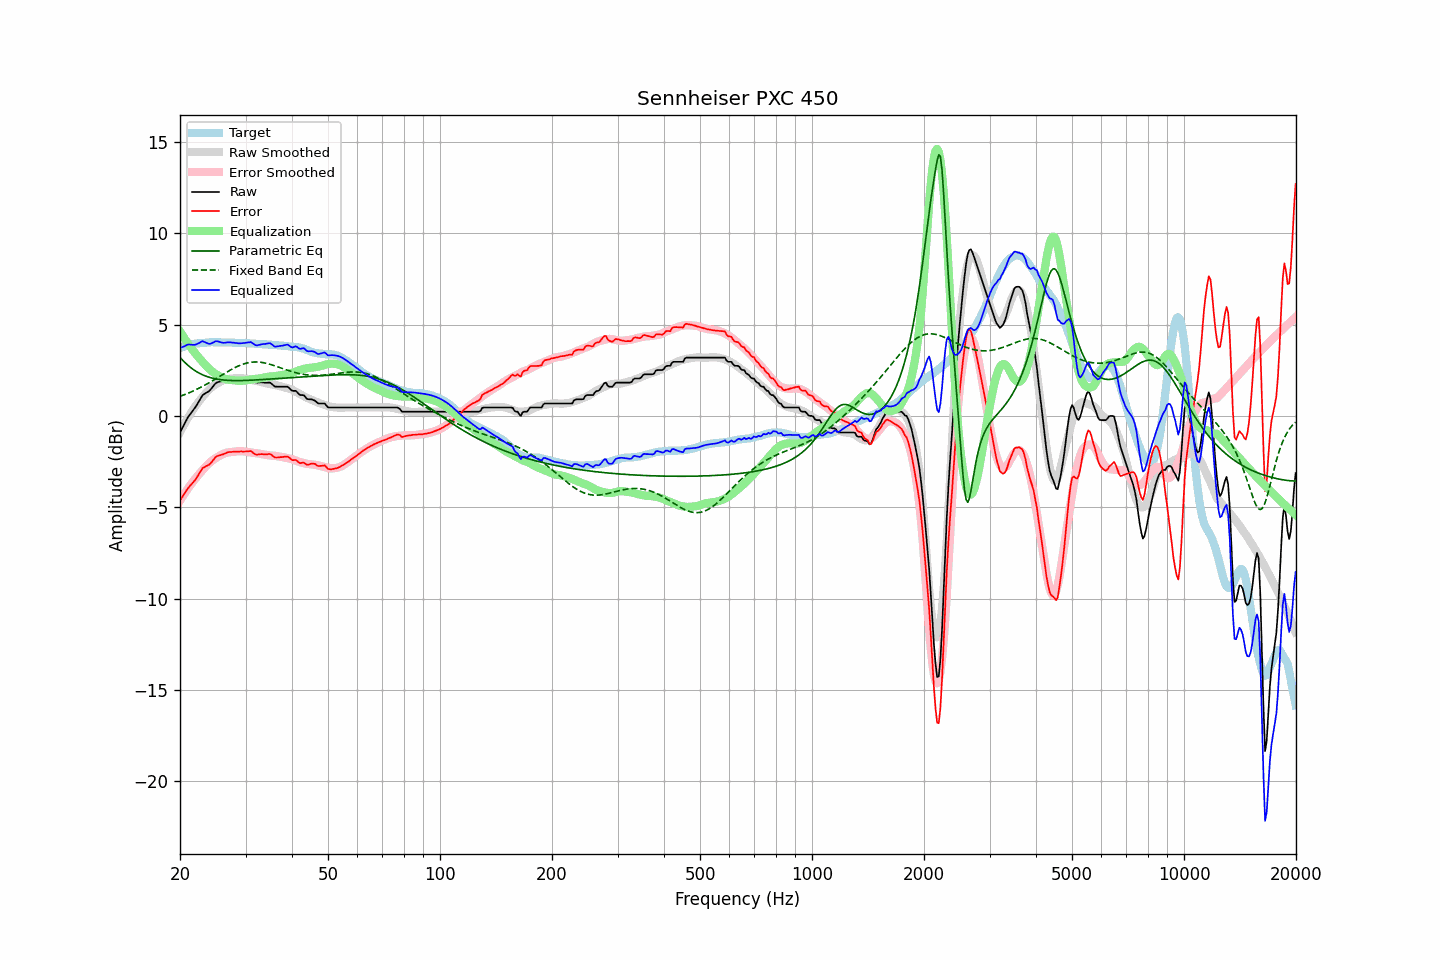 Sennheiser PXC 450
Target
Raw Smoothed
Error Smoothed
Raw
Error
Equalization
Parametric Eq
Fixed Band Eq
Equalized
15
10
5
0
−5
−10
−15
−20
Amplitude (dBr)
20 50 100 200 500 1000 2000 5000 10000 20000
Frequency (Hz)